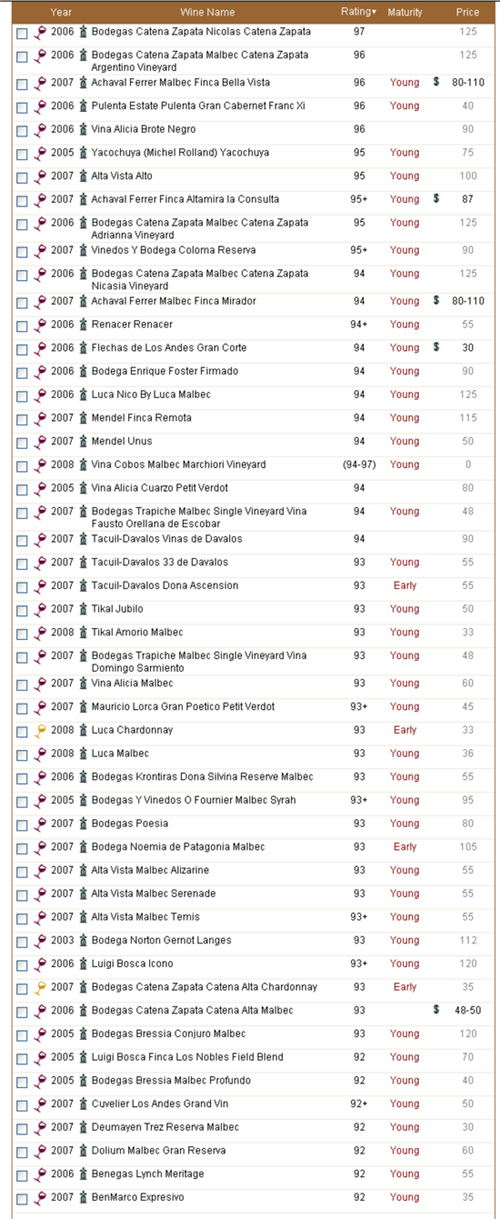 Year Wine Name Rating▾ Maturity Price
2006 Bodegas Catena Zapata Nicolas Catena Zapata 97 125
2006 Bodegas Catena Zapata Malbec Catena Zapata 96 125
Argentino Vineyard
2007 Achaval Ferrer Malbec Finca Bella Vista 96 Young $ 80-110
2006 Pulenta Estate Pulenta Gran Cabernet Franc Xi 96 Young 40
2006 Vina Alicia Brote Negro 96 90
2005 Yacochuya (Michel Rolland) Yacochuya 95 Young 75
2007 Alta Vista Alto 95 Young 100
2007 Achaval Ferrer Finca Altamira la Consulta 95+ Young $ 87
2006 Bodegas Catena Zapata Malbec Catena Zapata 95 Young 125
Adrianna Vineyard
2007 Vinedos Y Bodega Coloma Reserva 95+ Young 90
2006 Bodegas Catena Zapata Malbec Catena Zapata 94 Young 125
Nicasia Vineyard
2007 Achaval Ferrer Malbec Finca Mirador 94 Young $ 80-110
2006 Renacer Renacer 94+ Young 55
2006 Flechas de Los Andes Gran Corte 94 Young $ 30
2006 Bodega Enrique Foster Firmado 94 Young 90
2006 Luca Nico By Luca Malbec 94 Young 125
2007 Mendel Finca Remota 94 Young 115
2007 Mendel Unus 94 Young 50
2008 Vina Cobos Malbec Marchiori Vineyard (94-97) Young 0
2005 Vina Alicia Cuarzo Petit Verdot 94 80
2007 Bodegas Trapiche Malbec Single Vineyard Vina 94 Young 48
Fausto Orellana de Escobar
2007 Tacuil-Davalos Vinas de Davalos 94 90
2007 Tacuil-Davalos 33 de Davalos 93 Young 55
2007 Tacuil-Davalos Dona Ascension 93 Early 55
2007 Tikal Jubilo 93 Young 50
2008 Tikal Amorio Malbec 93 Young 33
2007 Bodegas Trapiche Malbec Single Vineyard Vina 93 Young 48
Domingo Sarmiento
2007 Vina Alicia Malbec 93 Young 60
2007 Mauricio Lorca Gran Poetico Petit Verdot 93+ Young 45
2008 Luca Chardonnay 93 Early 33
2008 Luca Malbec 93 Young 36
2006 Bodegas Krontiras Dona Silvina Reserve Malbec 93 Young 55
2005 Bodegas Y Vinedos O Fournier Malbec Syrah 93+ Young 95
2007 Bodegas Poesia 93 Young 80
2007 Bodega Noemia de Patagonia Malbec 93 Early 105
2007 Alta Vista Malbec Alizarine 93 Young 55
2007 Alta Vista Malbec Serenade 93 Young 55
2007 Alta Vista Malbec Temis 93+ Young 55
2003 Bodega Norton Gernot Langes 93 Young 112
2006 Luigi Bosca Icono 93+ Young 120
2007 Bodegas Catena Zapata Catena Alta Chardonnay 93 Early 35
2006 Bodegas Catena Zapata Catena Alta Malbec 93 $ 48-50
2005 Bodegas Bressia Conjuro Malbec 93 Young 120
2005 Luigi Bosca Finca Los Nobles Field Blend 92 Young 70
2005 Bodegas Bressia Malbec Profundo 92 Young 40
2007 Cuvelier Los Andes Grand Vin 92+ Young 50
2007 Deumayen Trez Reserva Malbec 92 Young 30
2007 Dolium Malbec Gran Reserva 92 Young 60
2006 Benegas Lynch Meritage 92 Young 55
2007 BenMarco Expresivo 92 Young 35